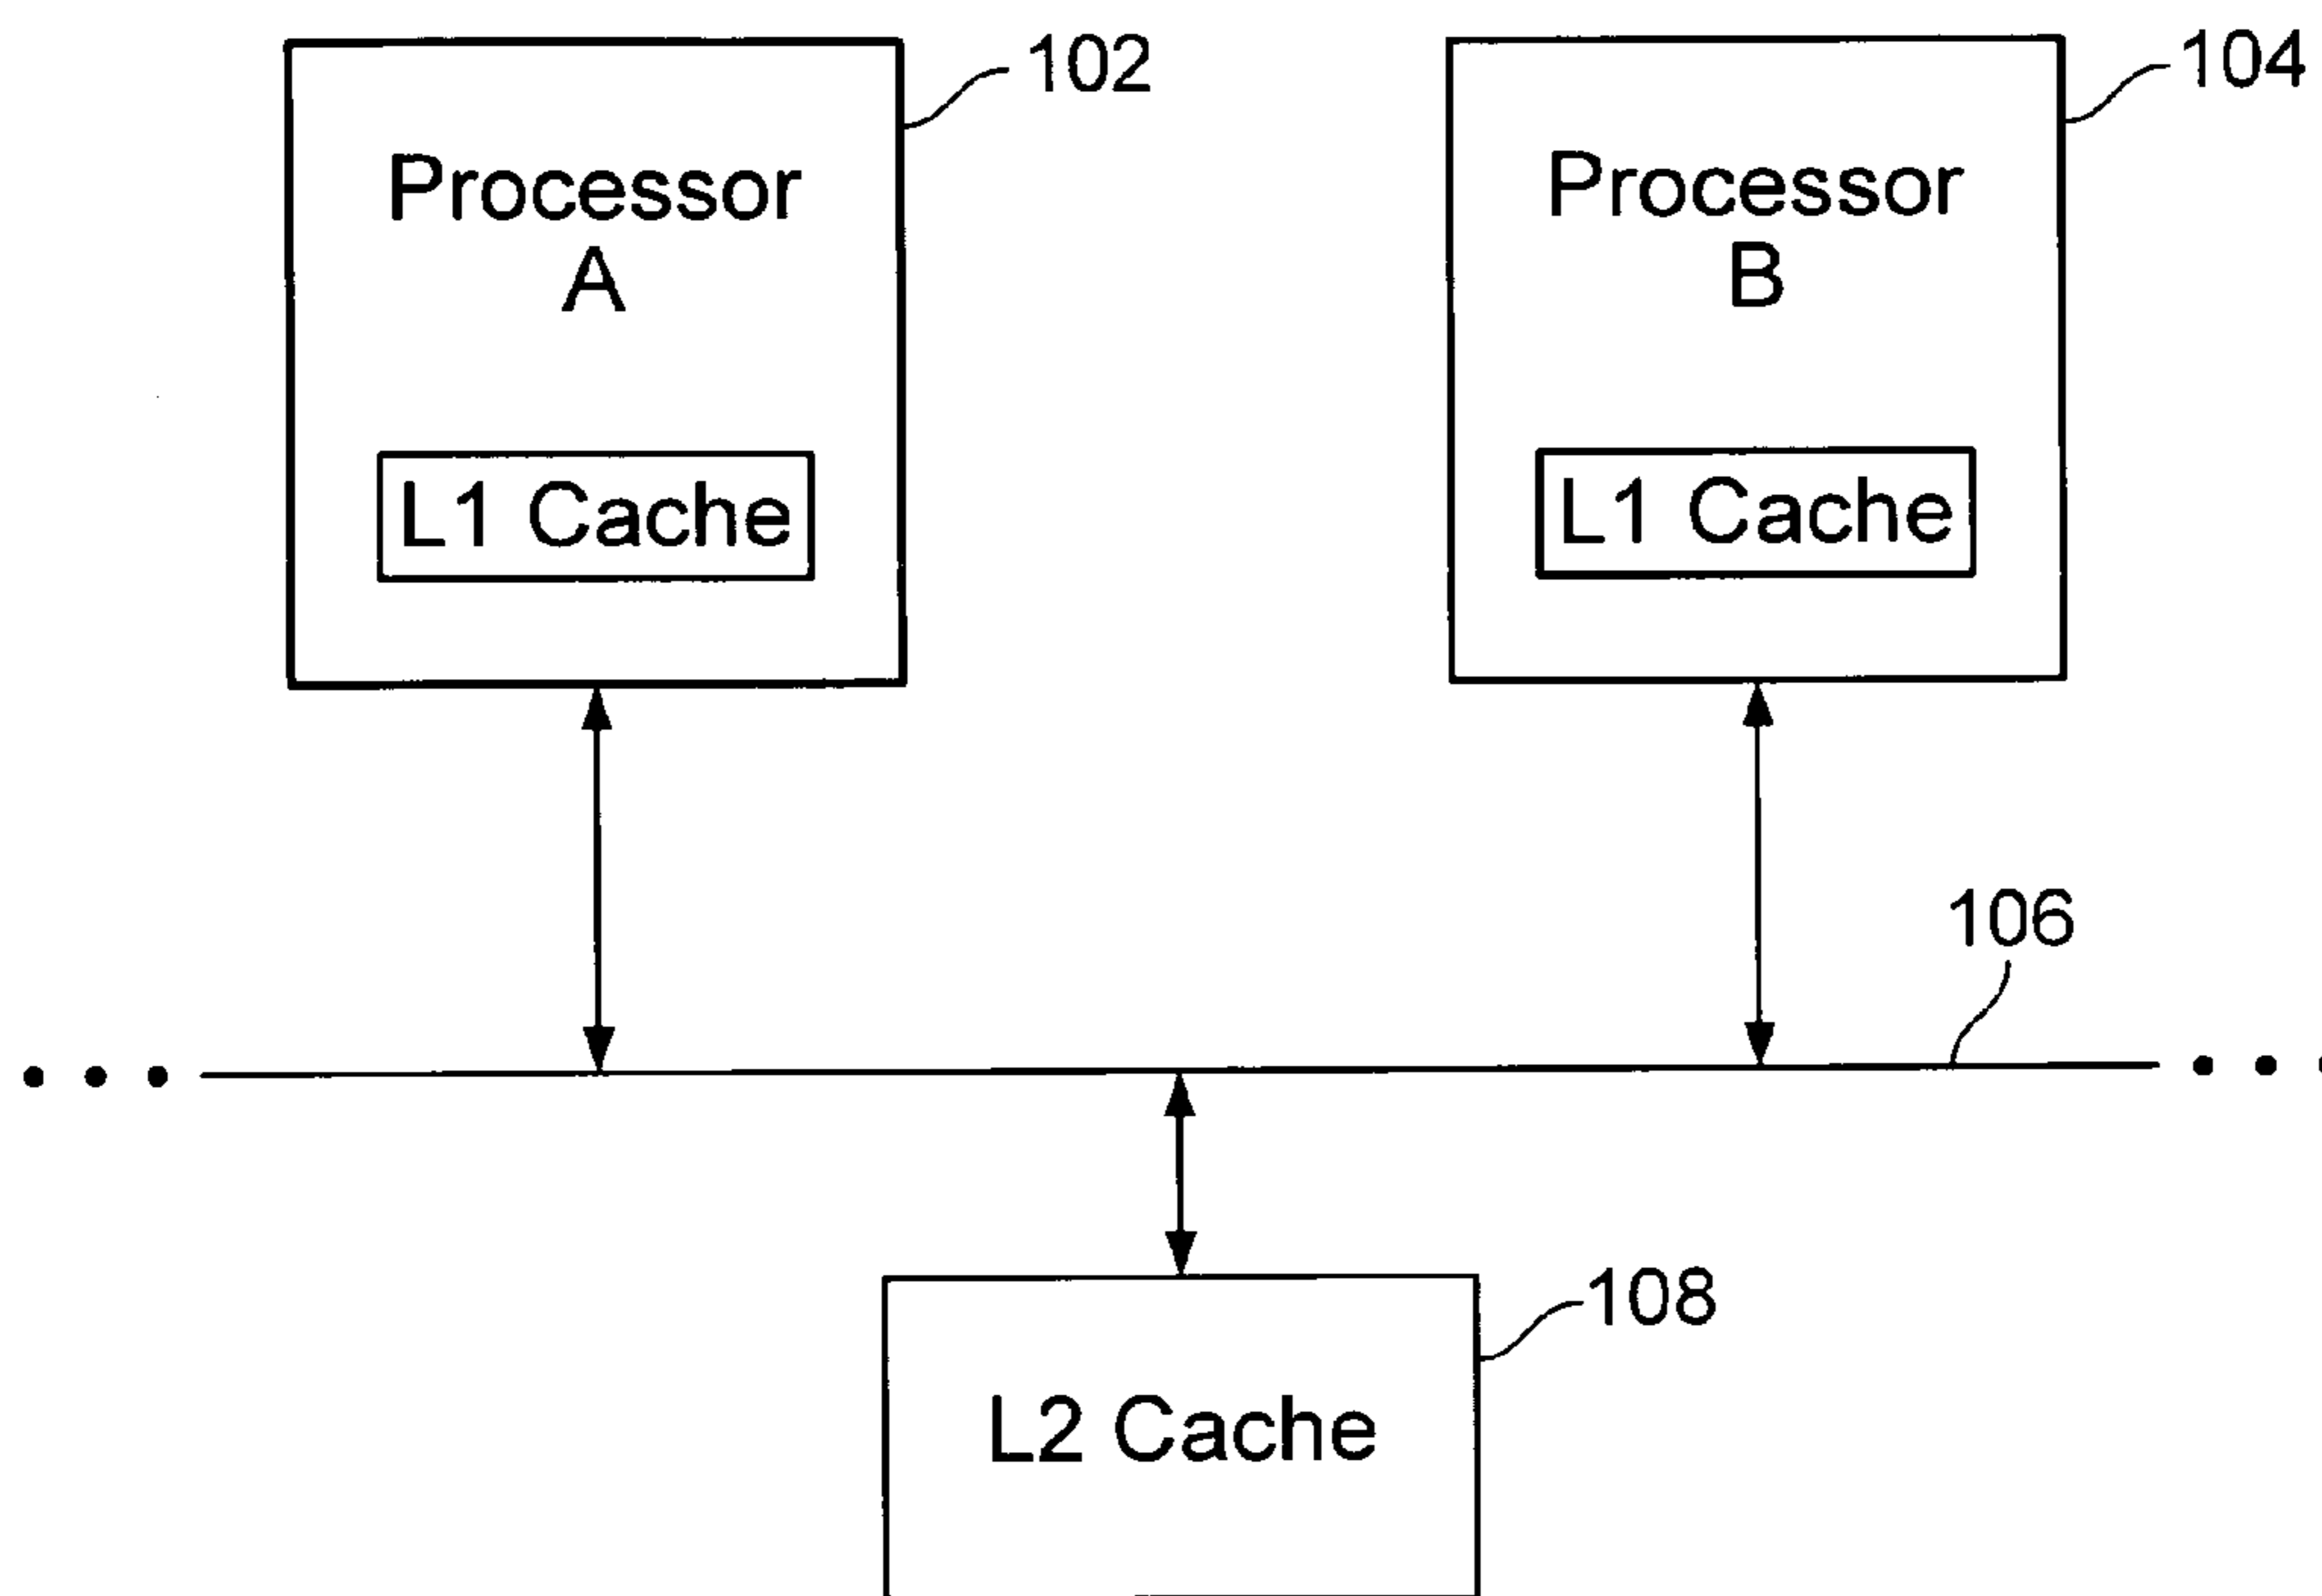 102
104
Processor
A
Processor
B
L1 Cache
L1 Cache
106
108
L2 Cache